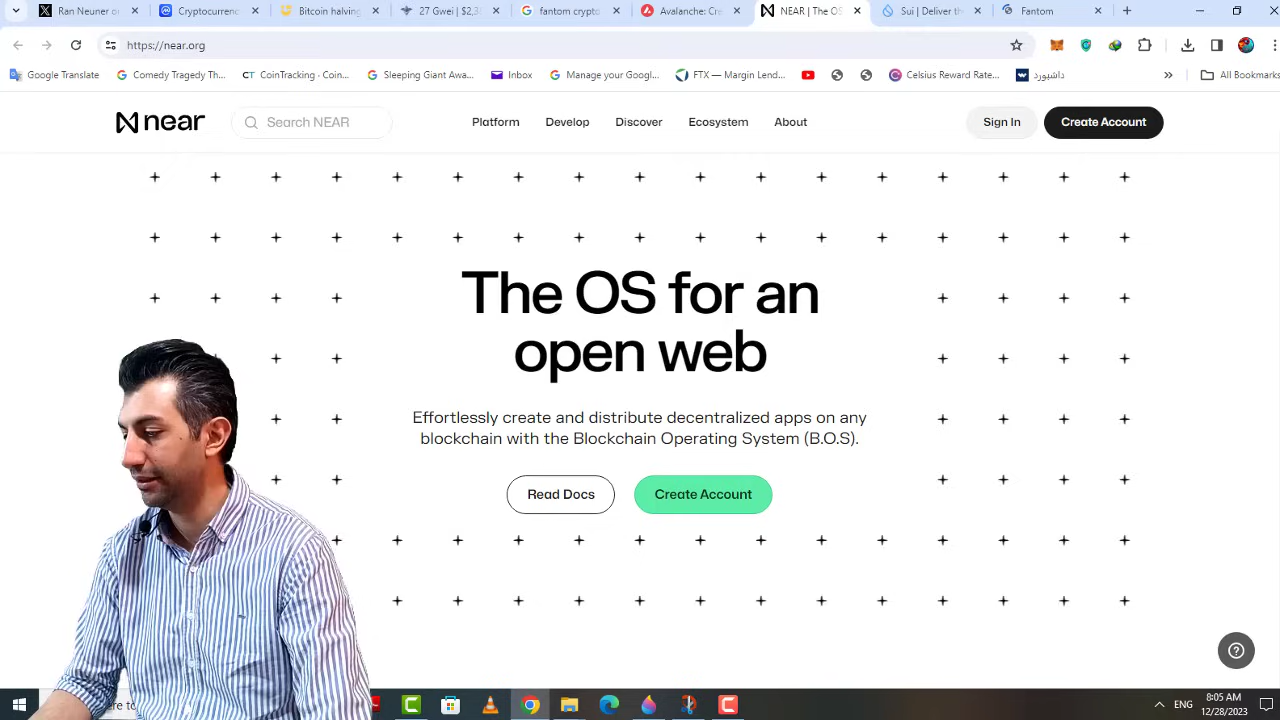 Ran Neuner or
Cryptocurrenc
Bitcoin halving
27 Gwei | $2,3
fantom crypto
Avalanche: Cre
NEAR | The OS
Sui | Deliver th
Fantom
https://near.org
Google Translate
Comedy Tragedy Th...
CoinTracking - Coin...
Sleeping Giant Awa...
Inbox
Manage your Googl...
FTX — Margin Lend...
Celsius Reward Rate...
داشبورد
All Bookmarks
near
Search NEAR
Platform
Develop
Discover
Ecosystem
About
Sign In
Create Account
The OS for an
open web
Effortlessly create and distribute decentralized apps on any
blockchain with the Blockchain Operating System (B.O.S).
Read Docs
Create Account
re to
ENG
8:05 AM
12/28/2023